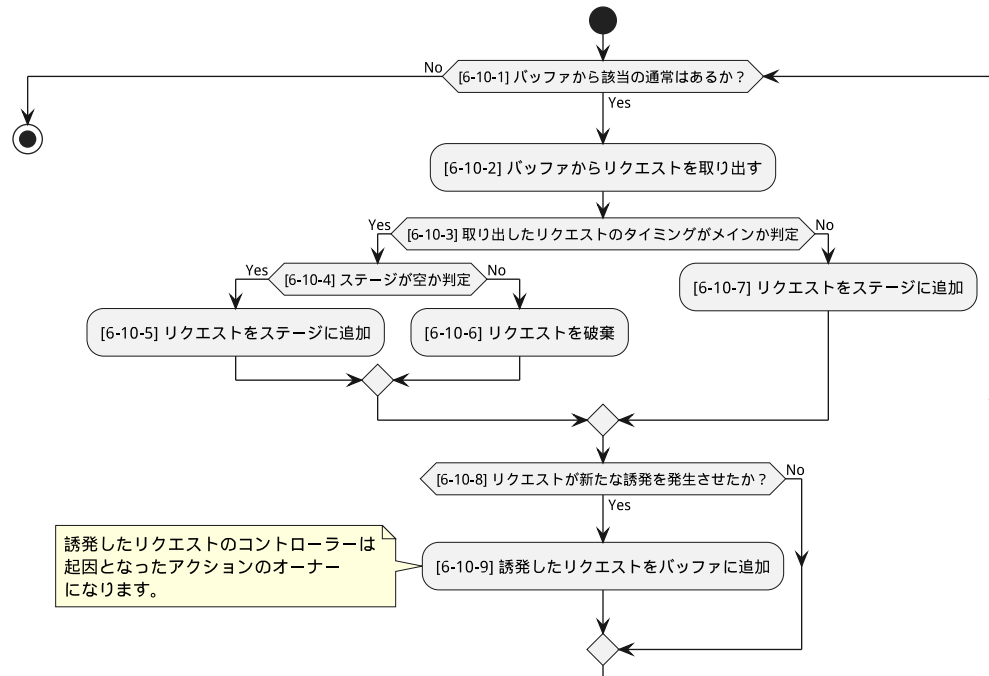 No
[6-10-1] バッファから該当の通常はあるか？
Yes
[6-10-2] バッファからリクエストを取り出す
Yes
[6-10-3] 取り出したリクエストのタイミングがメインか判定
No
Yes
[6-10-4] ステージが空か判定
No
[6-10-7] リクエストをステージに追加
[6-10-5] リクエストをステージに追加
[6-10-6] リクエストを破棄
[6-10-8] リクエストが新たな誘発を発生させたか？
No
Yes
誘発したリクエストのコントローラーは
起因となったアクションのオーナー
になります。
[6-10-9] 誘発したリクエストをバッファに追加